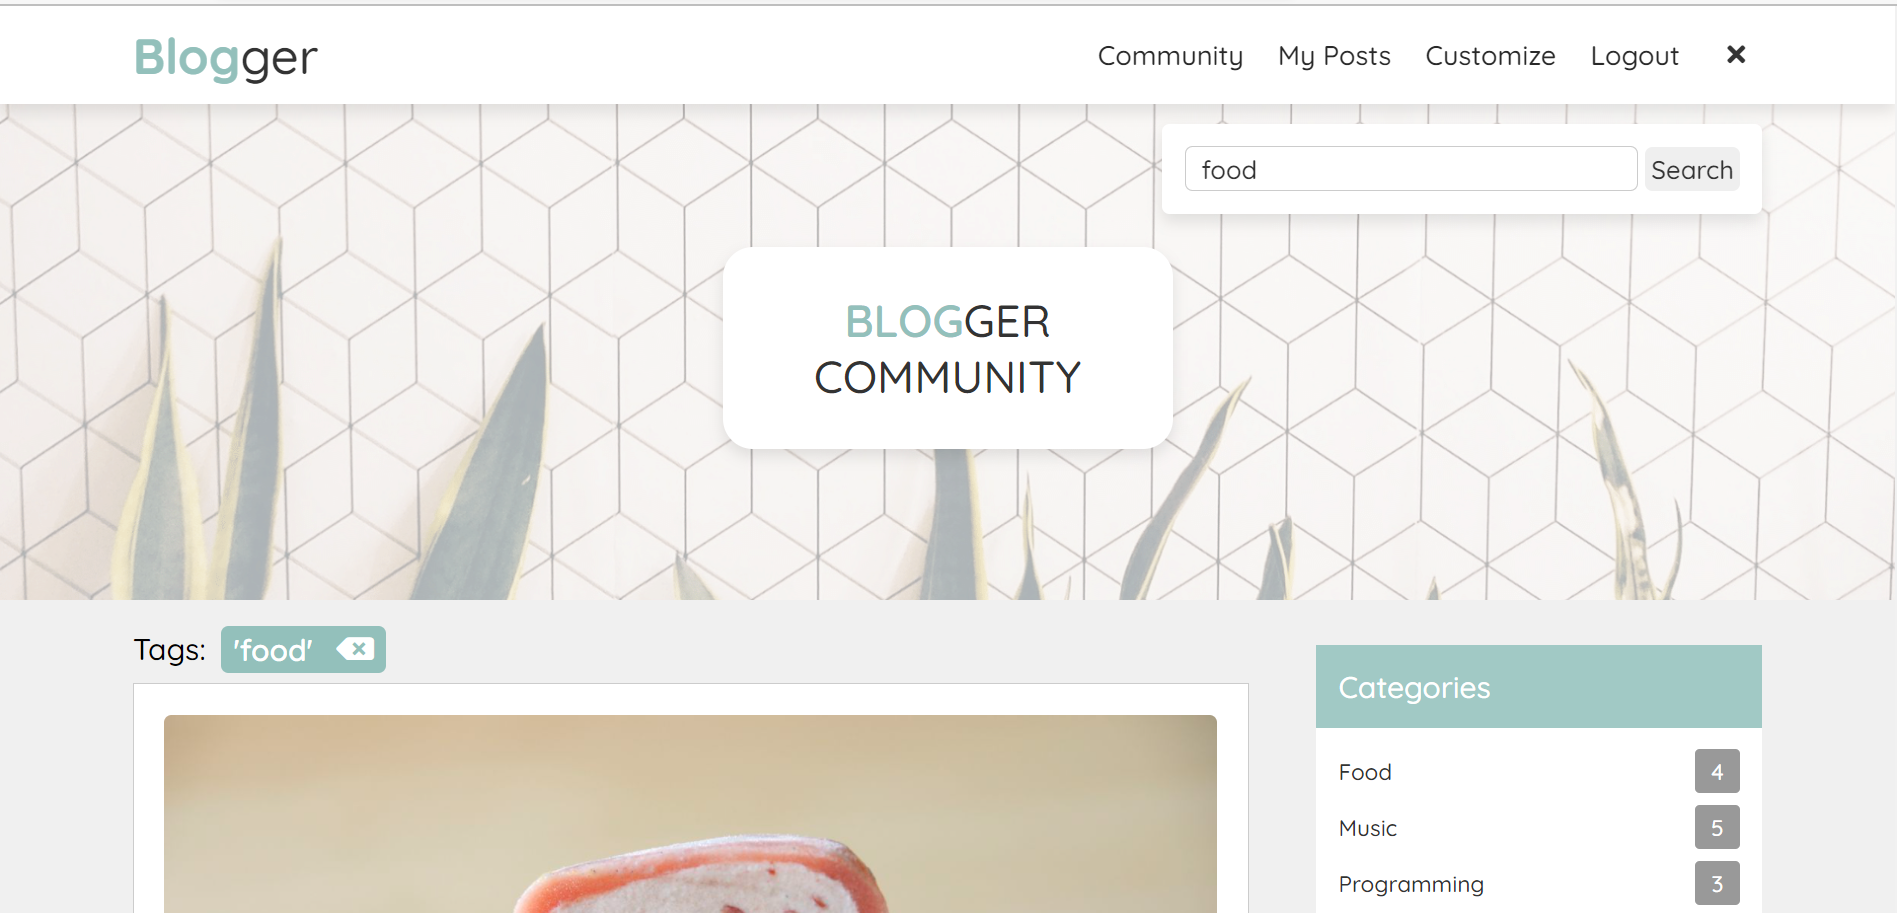 Blogger
Community My Posts Customize Logout
food Search
BLOGGER
COMMUNITY
Tags: 'food'
Categories
Food 4
Music 5
Programming 3